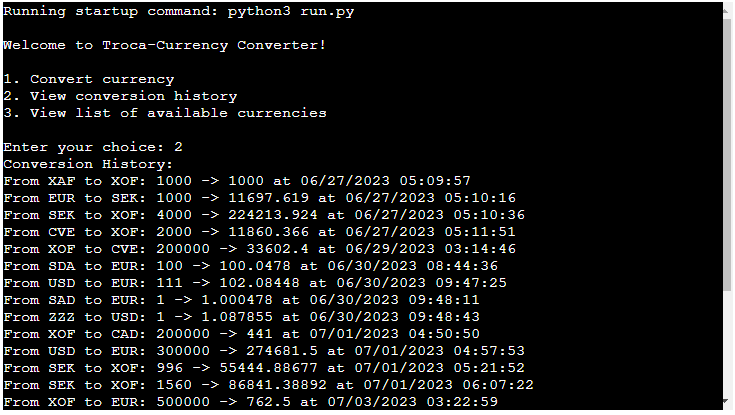 Running startup command: python3 run.py
Welcome to Troca-Currency Converter!
1. Convert currency
2. View conversion history
3. View list of available currencies
Enter your choice: 2
Conversion History:
From XAF to XOF: 1000 -> 1000 at 06/27/2023 05:09:57
From EUR to SEK: 1000 -> 11697.619 at 06/27/2023 05:10:16
From SEK to XOF: 4000 -> 224213.924 at 06/27/2023 05:10:36
From CVE to XOF: 2000 -> 11860.366 at 06/27/2023 05:11:51
From XOF to CVE: 200000 -> 33602.4 at 06/29/2023 03:14:46
From SDA to EUR: 100 -> 100.0478 at 06/30/2023 08:44:36
From USD to EUR: 111 -> 102.08448 at 06/30/2023 09:47:25
From SAD to EUR: 1 -> 1.000478 at 06/30/2023 09:48:11
From ZZZ to USD: 1 -> 1.087855 at 06/30/2023 09:48:43
From XOF to CAD: 200000 -> 441 at 07/01/2023 04:50:50
From USD to EUR: 300000 -> 274681.5 at 07/01/2023 04:57:53
From SEK to XOF: 996 -> 55444.88677 at 07/01/2023 05:21:52
From SEK to XOF: 1560 -> 86841.38892 at 07/01/2023 06:07:22
From XOF to EUR: 500000 -> 762.5 at 07/03/2023 03:22:59